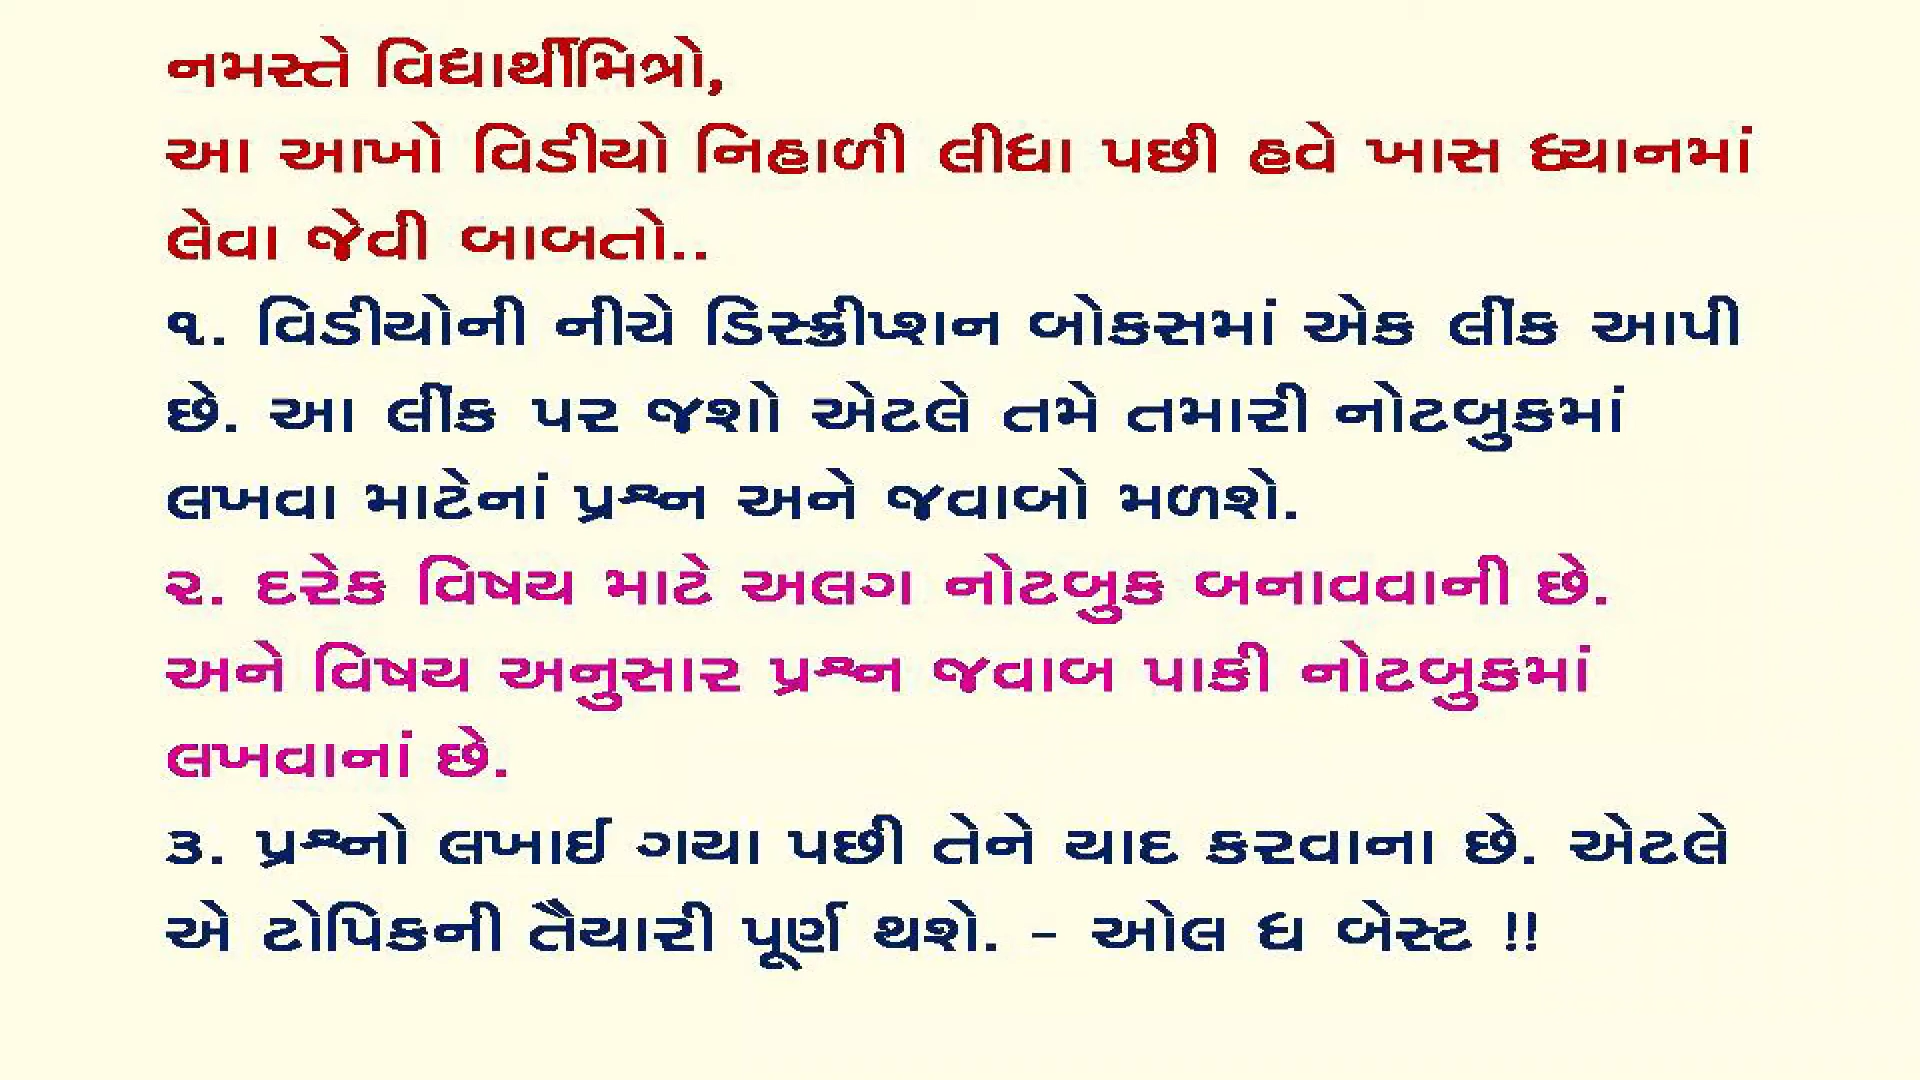 નમસ્તે વિદ્યાર્થીમિત્રો,
આ આખો વિડીયો નિહાળી લીધા પછી હવે ખાસ ધ્યાનમાં
લેવા જેવી બાબતો..
૧. વિડીયોની નીચે ડિસ્ક્રીપ્શન બોકસમાં એક લીંક આપી
છે. આ લીંક પર જશો એટલે તમે તમારી નોટબુકમાં
લખવા માટેનાં પ્રશ્ન અને જવાબો મળશે.
૨. દરેક વિષય માટે અલગ નોટબુક બનાવવાની છે.
અને વિષય અનુસાર પ્રશ્ન જવાબ પાકી નોટબુકમાં
લખવાનાં છે.
૩. પ્રશ્નો લખાઈ ગયા પછી તેને યાદ કરવાના છે. એટલે
એ ટોપિકની તૈયારી પૂર્ણ થશે. - ઓલ ધ બેસ્ટ !!